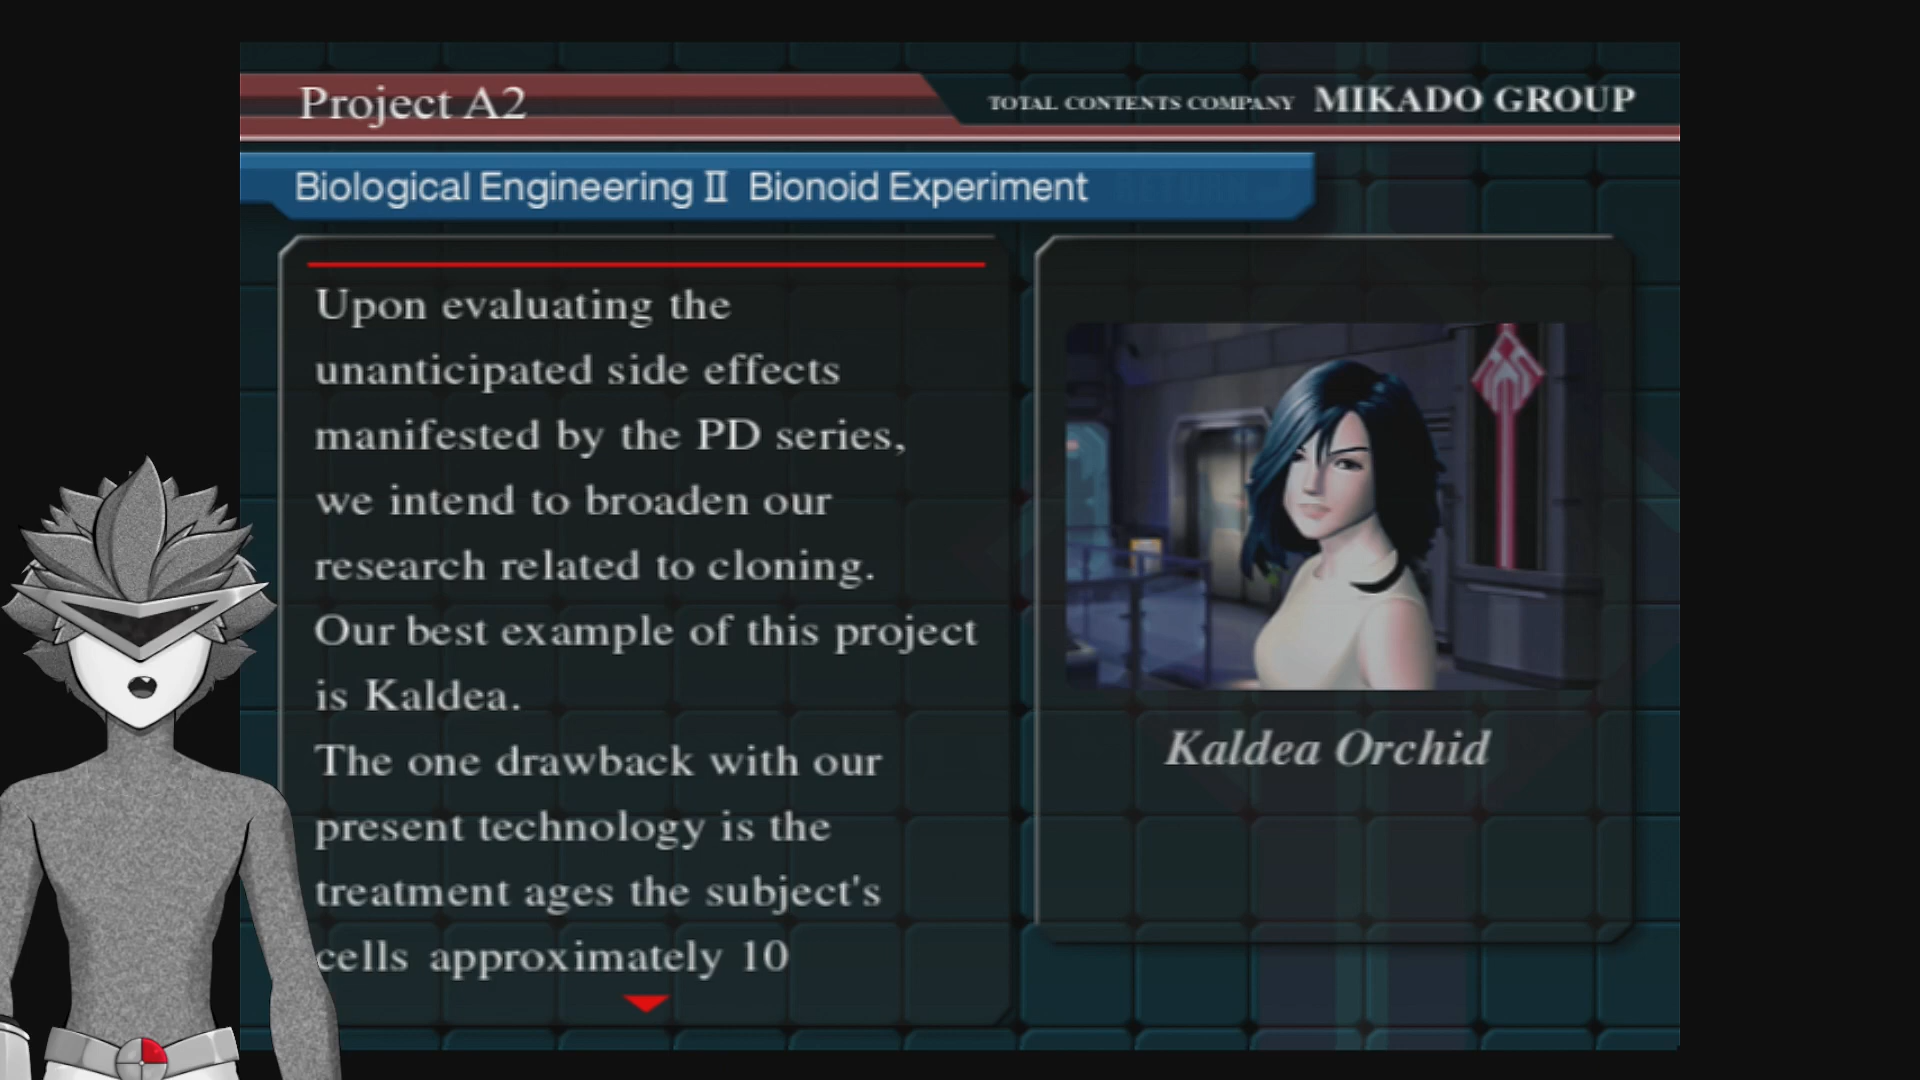 Project A2
TOTAL CONTENTS COMPANY MIKADO GROUP
Biological Engineering Ⅱ Bionoid Experiment
Upon evaluating the
unanticipated side effects
manifested by the PD series,
we intend to broaden our
research related to cloning.
Our best example of this project
is Kaldea.
The one drawback with our
present technology is the
treatment ages the subject's
cells approximately 10
Kaldea Orchid